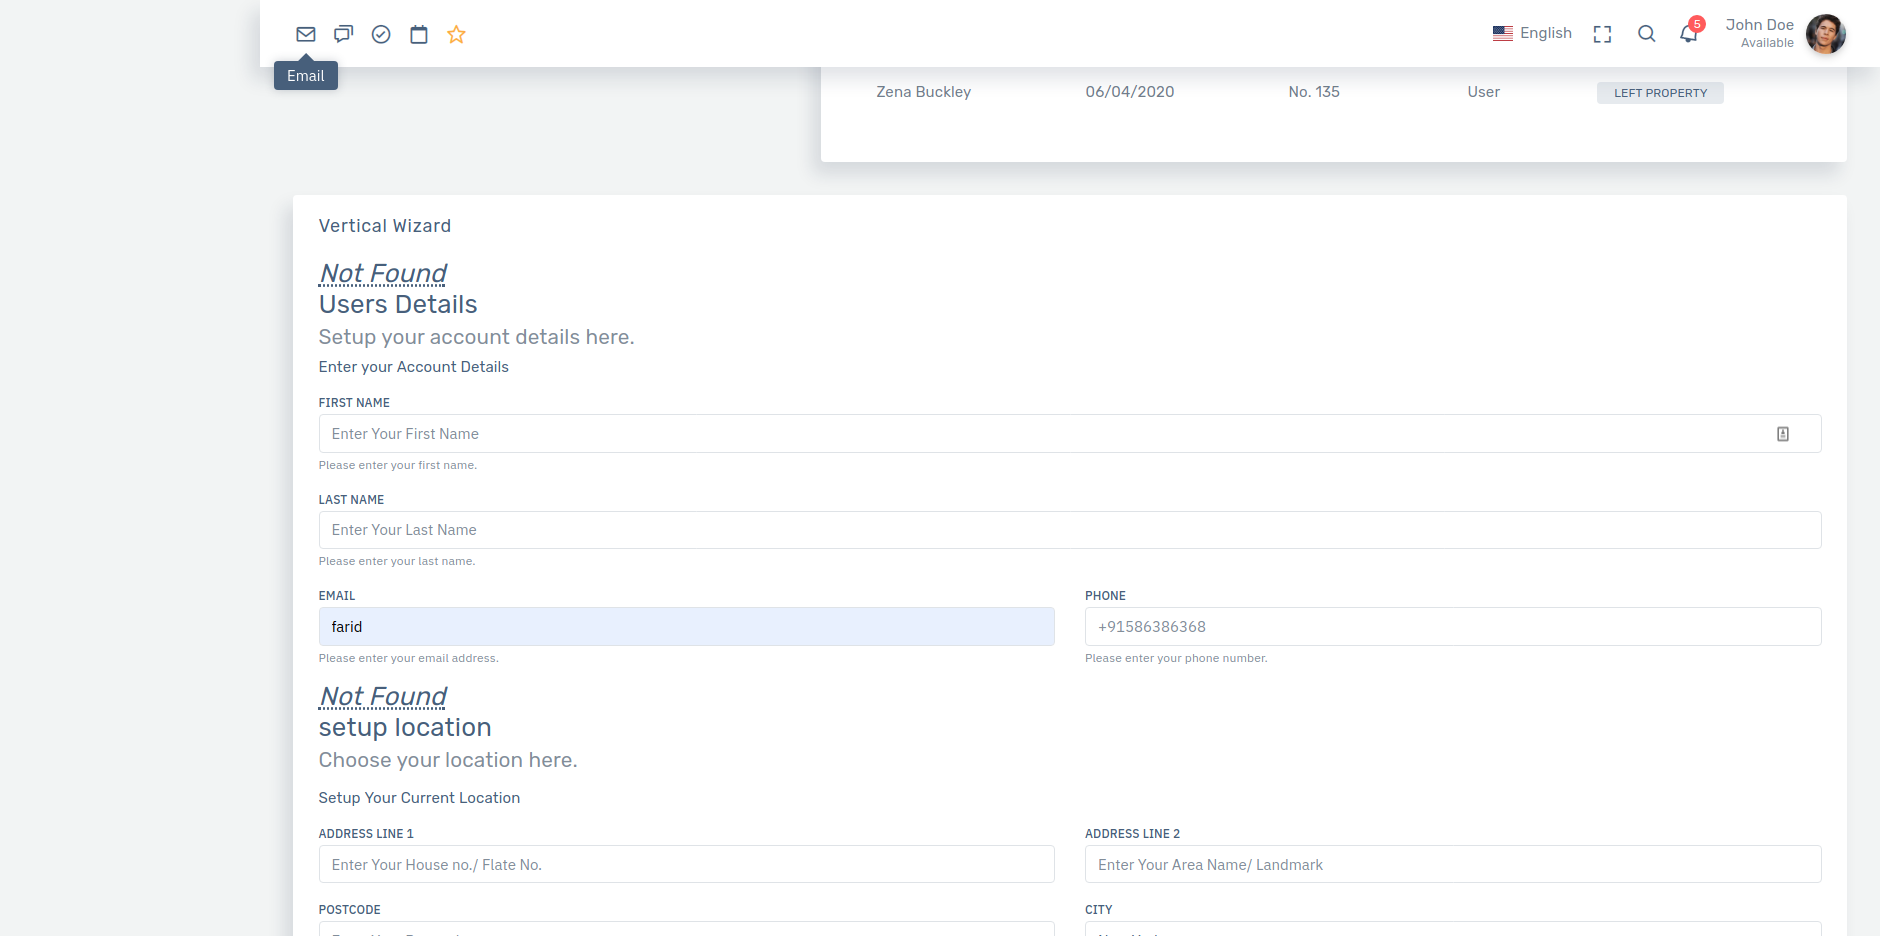 English
5
John Doe
Available
Email
Zena Buckley 06/04/2020 No. 135 User LEFT PROPERTY
Vertical Wizard
Not Found
Users Details
Setup your account details here.
Enter your Account Details
FIRST NAME
Enter Your First Name
Please enter your first name.
LAST NAME
Enter Your Last Name
Please enter your last name.
EMAIL PHONE
farid +91586386368
Please enter your email address. Please enter your phone number.
Not Found
setup location
Choose your location here.
Setup Your Current Location
ADDRESS LINE 1 ADDRESS LINE 2
Enter Your House no./ Flate No. Enter Your Area Name/ Landmark
POSTCODE CITY